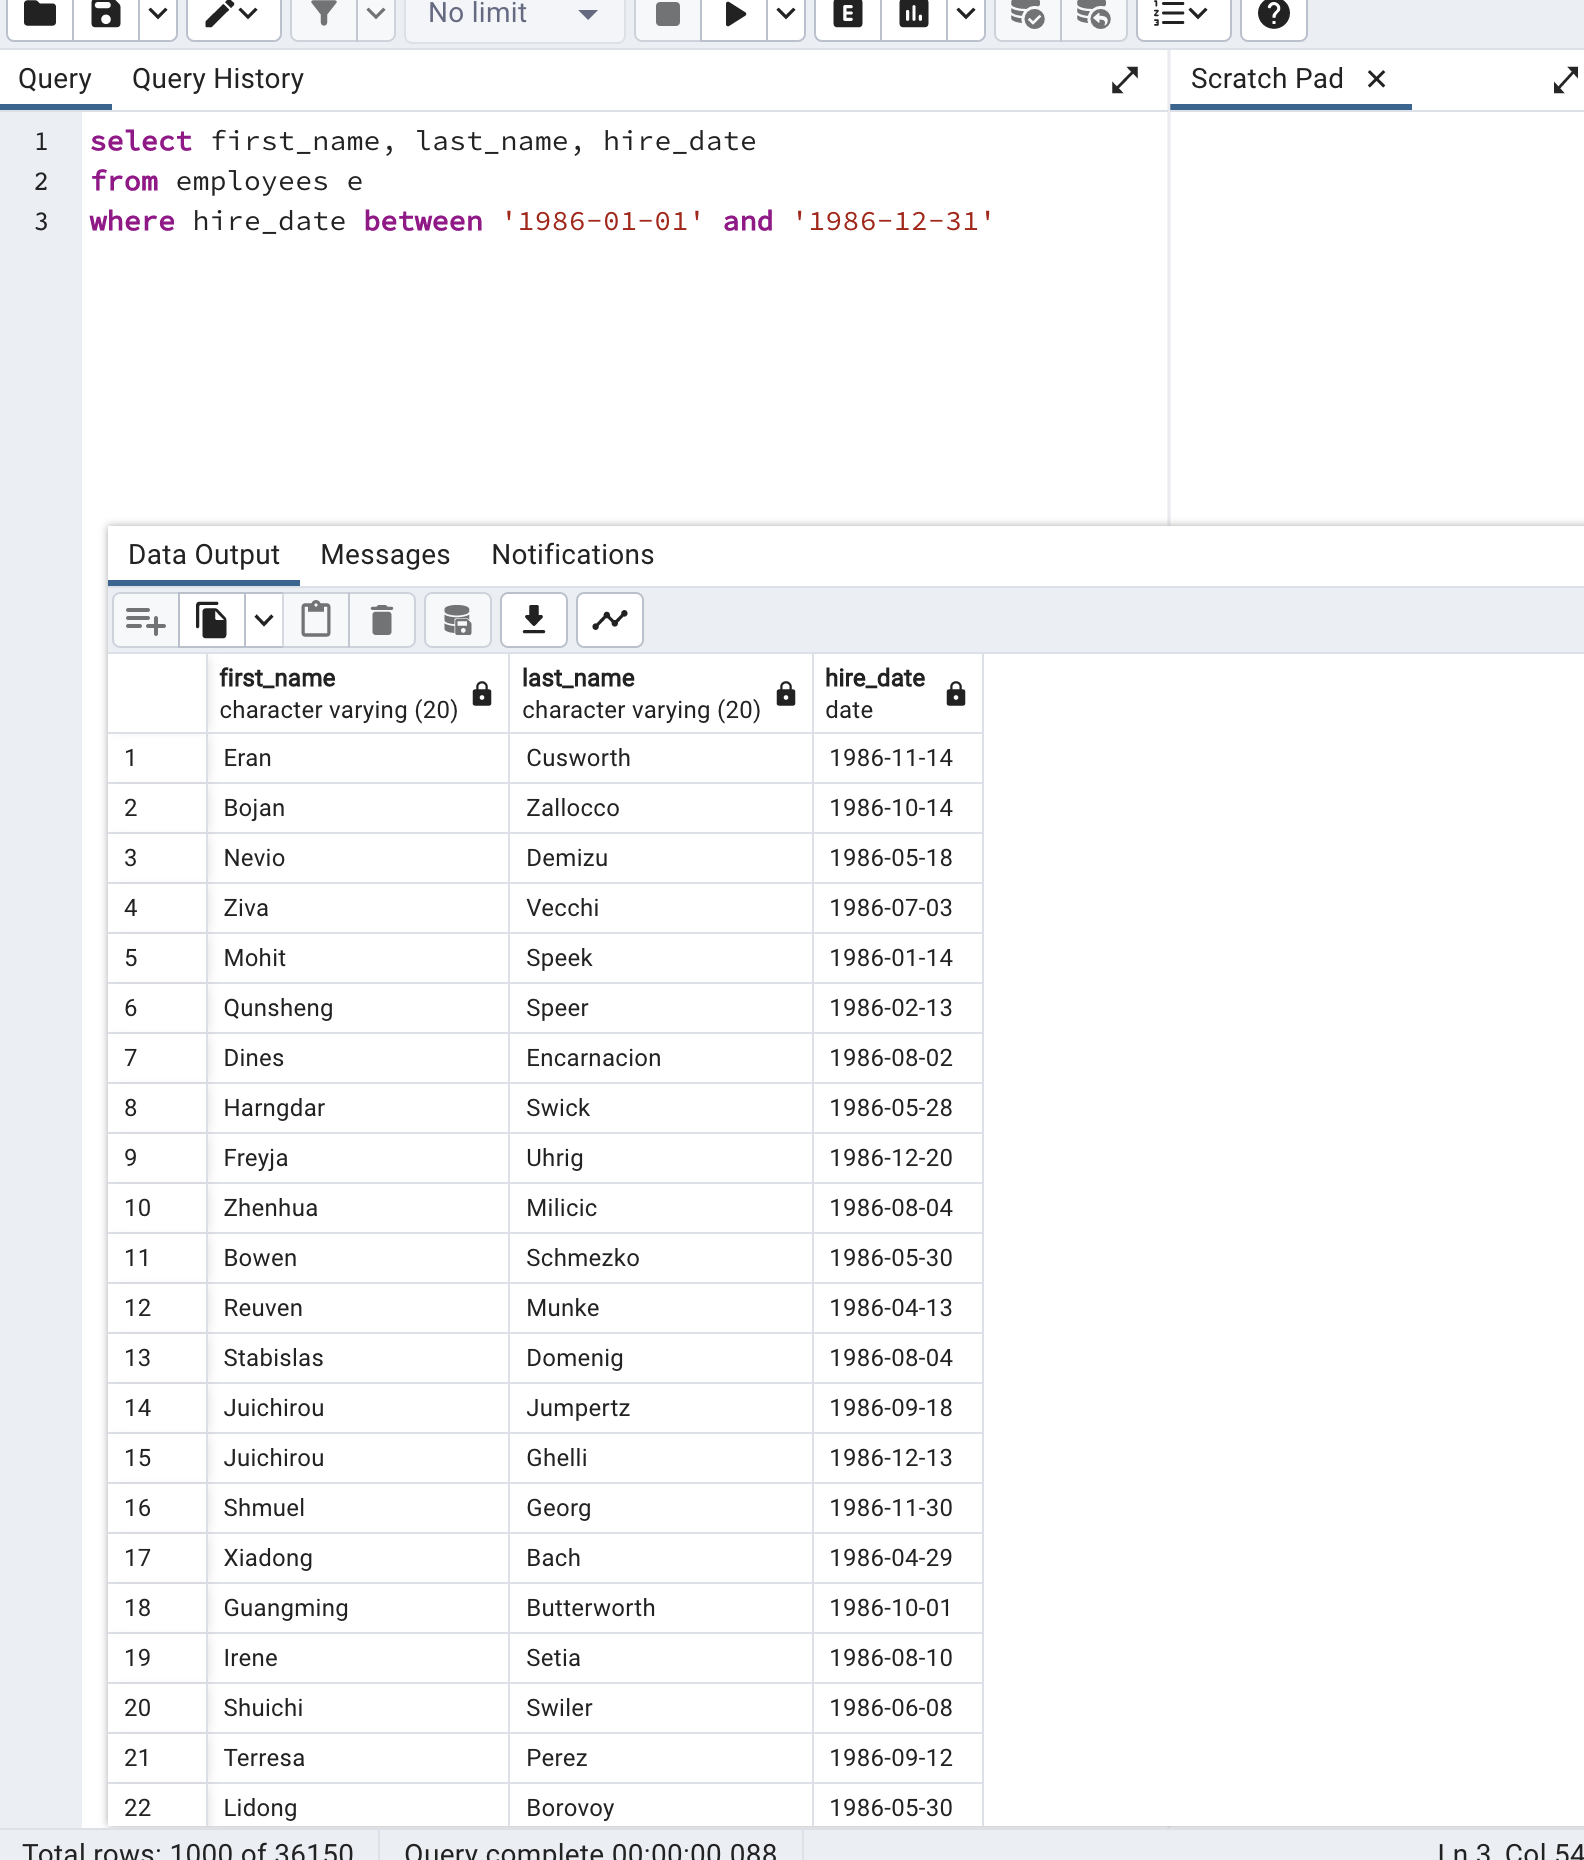 No limit
E
Query Query History Scratch Pad
1 select first_name, last_name, hire_date
2 from employees e
3 where hire_date between '1986-01-01' and '1986-12-31'
Data Output Messages Notifications
first_name last_name hire_date
character varying (20) character varying (20) date
1 Eran Cusworth 1986-11-14
2 Bojan Zallocco 1986-10-14
3 Nevio Demizu 1986-05-18
4 Ziva Vecchi 1986-07-03
5 Mohit Speek 1986-01-14
6 Qunsheng Speer 1986-02-13
7 Dines Encarnacion 1986-08-02
8 Harngdar Swick 1986-05-28
9 Freyja Uhrig 1986-12-20
10 Zhenhua Milicic 1986-08-04
11 Bowen Schmezko 1986-05-30
12 Reuven Munke 1986-04-13
13 Stabislas Domenig 1986-08-04
14 Juichirou Jumpertz 1986-09-18
15 Juichirou Ghelli 1986-12-13
16 Shmuel Georg 1986-11-30
17 Xiadong Bach 1986-04-29
18 Guangming Butterworth 1986-10-01
19 Irene Setia 1986-08-10
20 Shuichi Swiler 1986-06-08
21 Terresa Perez 1986-09-12
22 Lidong Borovoy 1986-05-30
Total rows: 1000 of 36150 Query complete 00:00:00.088 Ln 3, Col 54